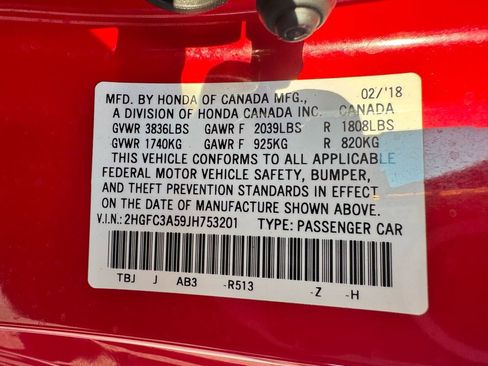 MFD. BY HONDA OF CANADA MFG., 02/'18
A DIVISION OF HONDA CANADA INC. CANADA
GVWR 3836LBS GAWR F 2039LBS R 1808LBS
GVWR 1740KG GAWR F 925KG R 820KG
THIS VEHICLE CONFORMS TO ALL APPLICABLE
FEDERAL MOTOR VEHICLE SAFETY, BUMPER,
AND THEFT PREVENTION STANDARDS IN EFFECT
ON THE DATE OF MANUFACTURE SHOWN ABOVE.
V.I.N.: 2HGFC3A59JH753201 TYPE: PASSENGER CAR
TBJ J AB3 -R513 -Z -H